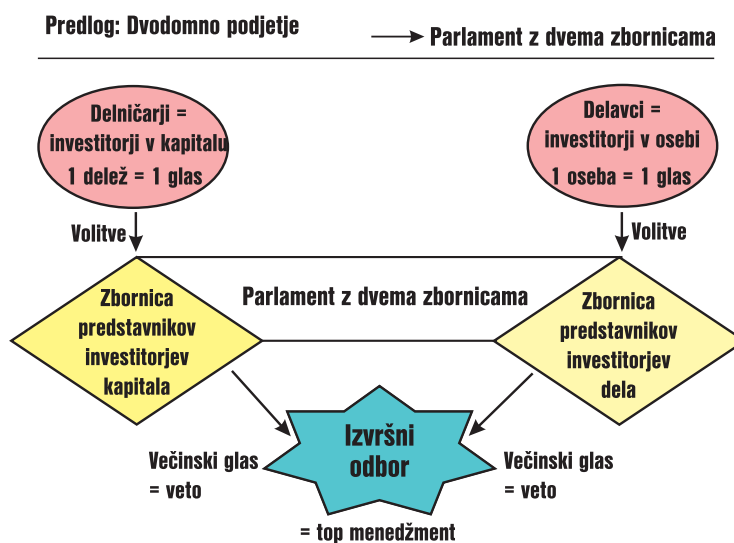 Predlog: Dvodomno podjetje
Parlament z dvema zbornicama
Delničarji =
investitorji v kapitalu
1 delež = 1 glas
Delavci =
investitorji v osebi
1 oseba = 1 glas
Volitve
Volitve
Zbornica
predstavnikov
investitorjev
kapitala
Parlament z dvema zbornicama
Zbornica
predstavnikov
investitorjev
dela
Izvršni
odbor
Večinski glas
= veto
Večinski glas
= veto
= top menedžment